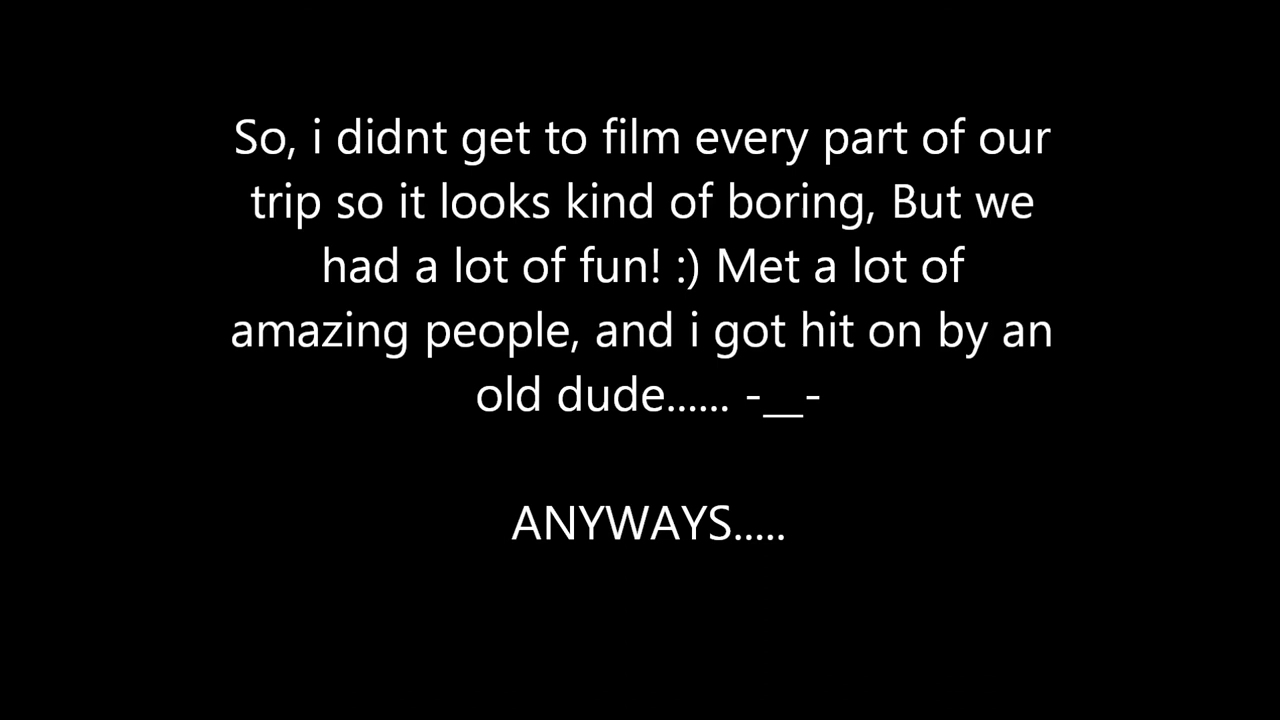 So, i didnt get to film every part of our
trip so it looks kind of boring, But we
had a lot of fun! :) Met a lot of
amazing people, and i got hit on by an
old dude...... -__-
ANYWAYS.....